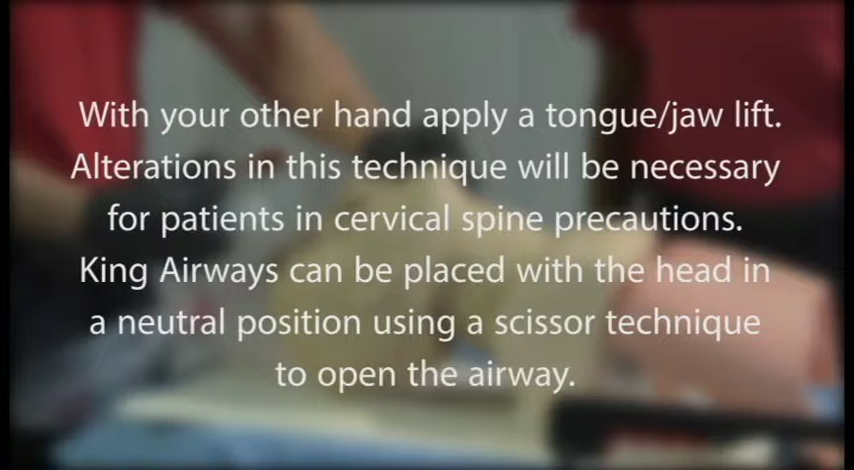 With your other hand apply a tongue/jaw lift.
Alterations in this technique will be necessary
for patients in cervical spine precautions.
King Airways can be placed with the head in
a neutral position using a scissor technique
to open the airway.